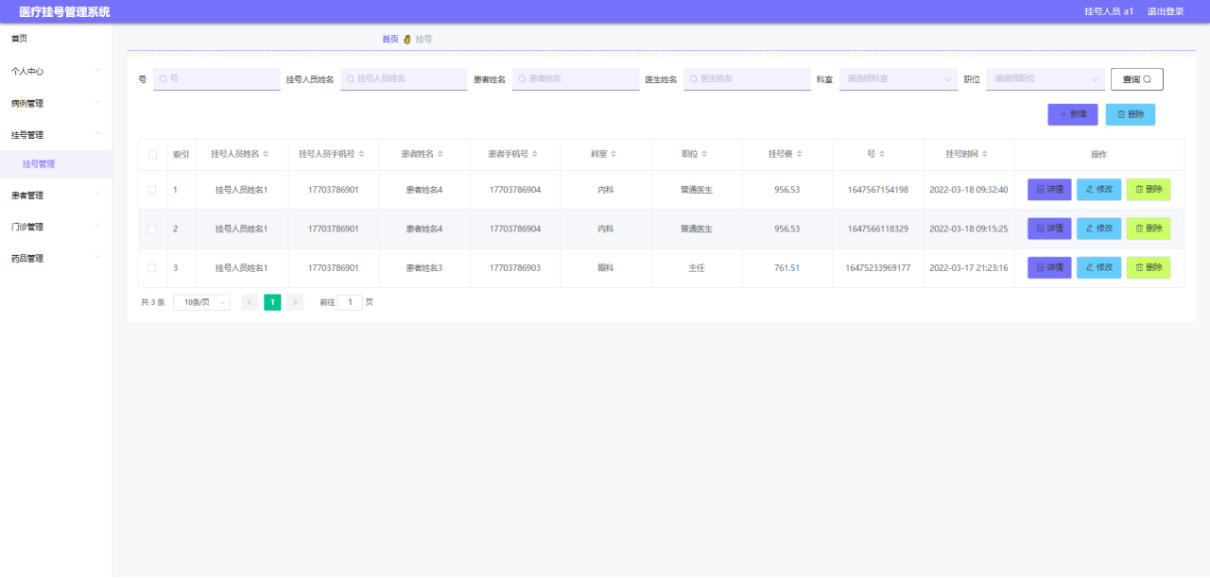 医疗挂号管理系统 挂号人员 a1 退出登录
首页
个人中心
病例管理
挂号管理
挂号管理
患者管理
门诊管理
药品管理
首页 挂号
号 号 挂号人员姓名 挂号人员姓名 患者姓名 患者姓名 医生姓名 医生姓名 科室 请选择科室 职位 请选择职位 查询
+ 新增 删除
索引 挂号人员姓名 挂号人员手机号 患者姓名 患者手机号 科室 职位 挂号费 号 挂号时间 操作
1 挂号人员姓名1 17703786901 患者姓名4 17703786904 内科 普通医生 956.53 1647567154198 2022-03-18 09:32:40 详情 修改 删除
2 挂号人员姓名1 17703786901 患者姓名4 17703786904 内科 普通医生 956.53 1647566118329 2022-03-18 09:15:25 详情 修改 删除
3 挂号人员姓名1 17703786901 患者姓名3 17703786903 眼科 主任 761.51 16475233969177 2022-03-17 21:23:16 详情 修改 删除
共 3 条 10条/页 1 前往 1 页